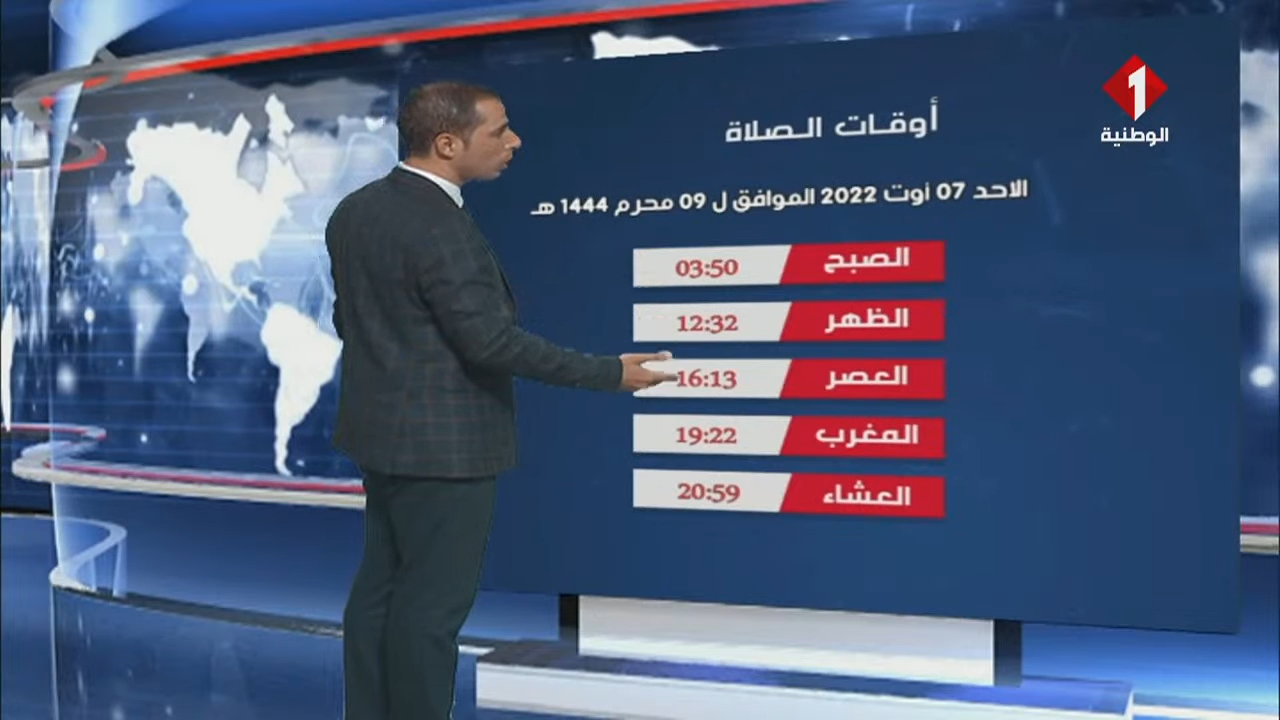 1
الوطنية
أوقات الصلاة
الاحد 07 أوت 2022 الموافق ل 09 محرم 1444 هـ
الصبح 03:50
الظهر 12:32
العصر 16:13
المغرب 19:22
العشاء 20:59